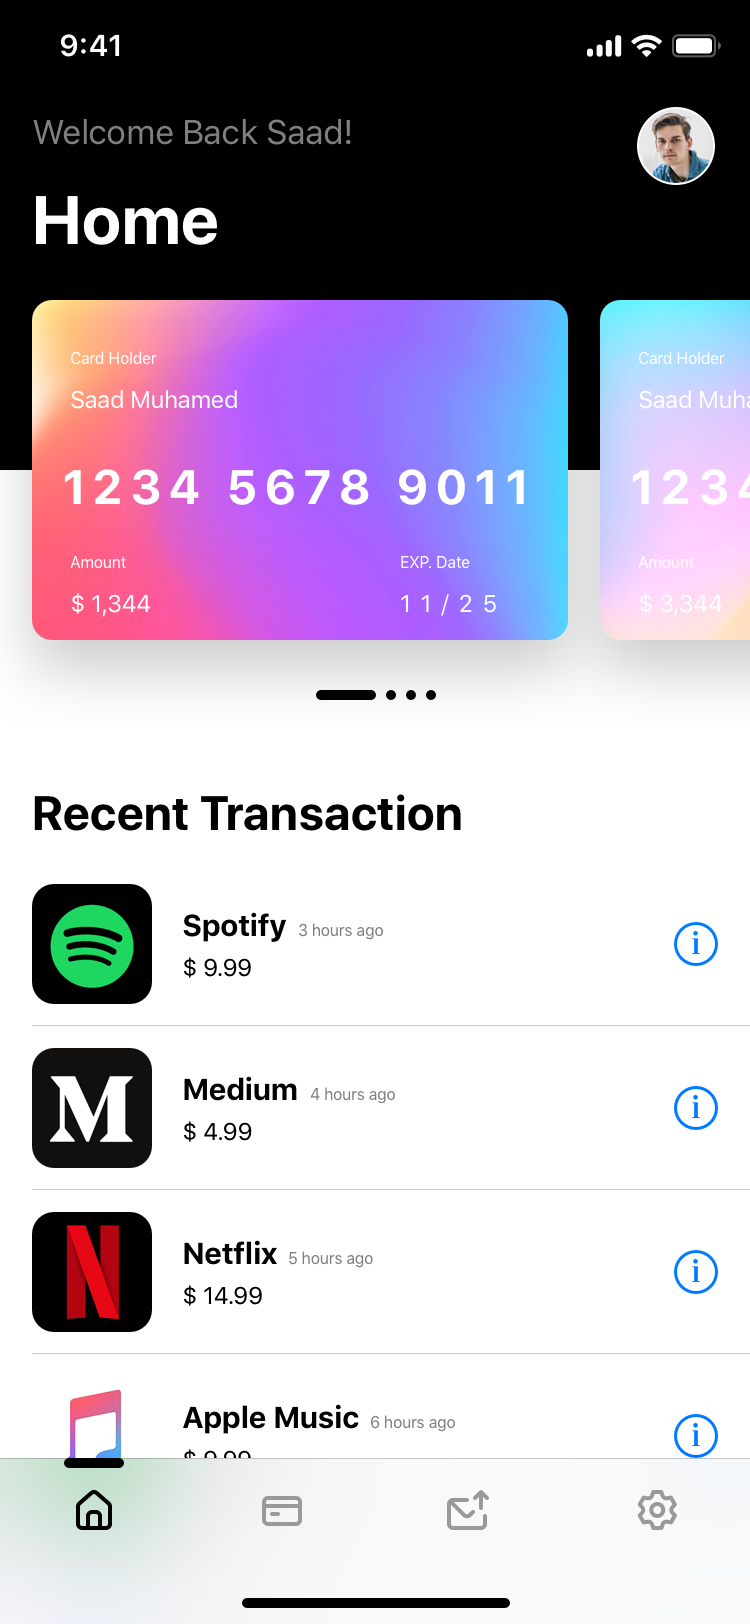 9:41
Welcome Back Saad!
Home
Card Holder
Saad Muhamed
1234 5678 9011
Amount
EXP. Date
$ 1,344
11/25
Card Holder
Saad Muha
1234
Amount
$ 3,344
Recent Transaction
Spotify 3 hours ago
$ 9.99
Medium 4 hours ago
$ 4.99
Netflix 5 hours ago
$ 14.99
Apple Music 6 hours ago
$ 9.99